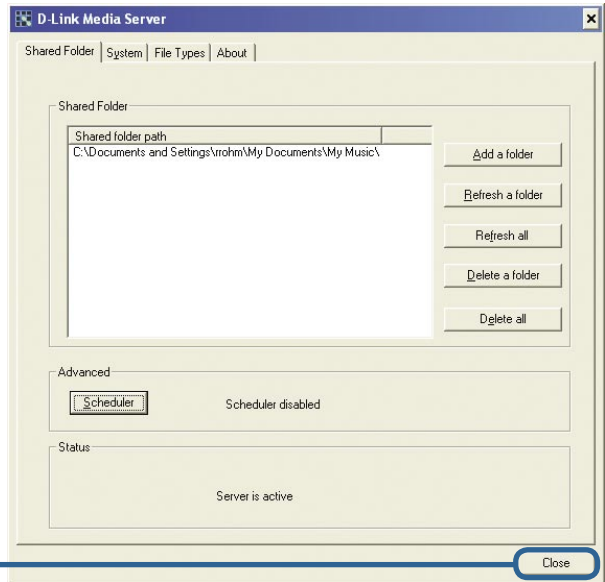 D-Link Media Server
Shared Folder System File Types About
Shared Folder
Shared folder path
C:\Documents and Settings\rrohm\My Documents\My Music\
Add a folder
Refresh a folder
Refresh all
Delete a folder
Delete all
Advanced
Scheduler Scheduler disabled
Status
Server is active
Close